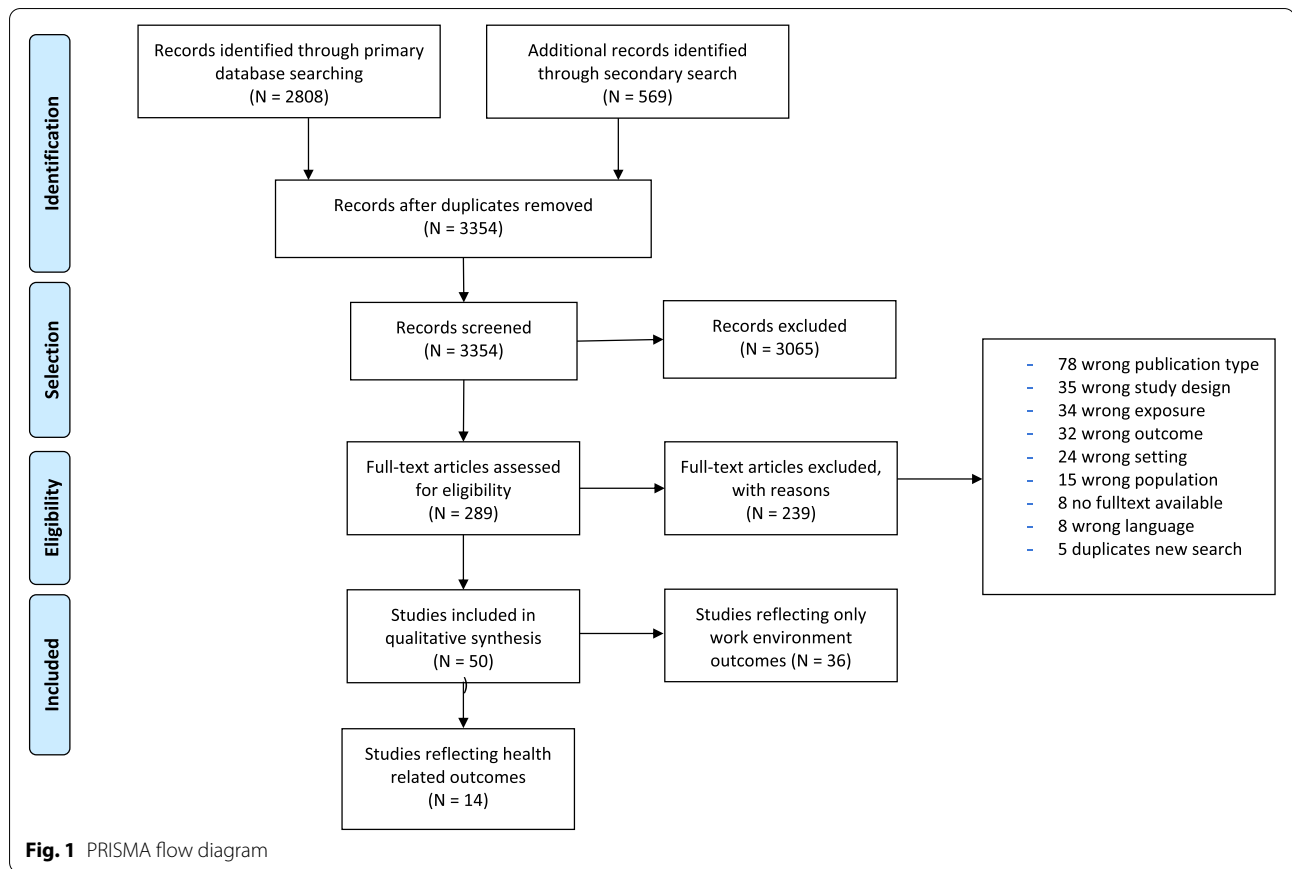 Identification
Records identified through primary
database searching
(N = 2808)
Additional records identified
through secondary search
(N = 569)
Records after duplicates removed
(N = 3354)
Selection
Records screened
(N = 3354)
Records excluded
(N = 3065)
Eligibility
Full-text articles assessed
for eligibility
(N = 289)
Full-text articles excluded,
with reasons
(N = 239)
- 78 wrong publication type
- 35 wrong study design
- 34 wrong exposure
- 32 wrong outcome
- 24 wrong setting
- 15 wrong population
- 8 no fulltext available
- 8 wrong language
- 5 duplicates new search
Included
Studies included in
qualitative synthesis
(N = 50)
)
Studies reflecting only
work environment
outcomes (N = 36)
Studies reflecting health
related outcomes
(N = 14)
Fig. 1 PRISMA flow diagram